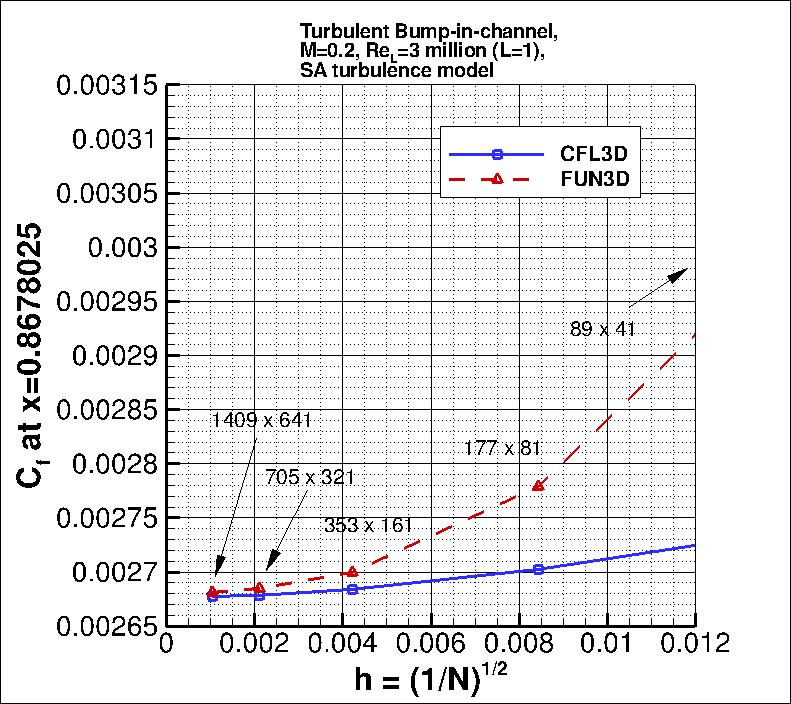 Turbulent Bump-in-channel,
M=0.2, Re_L=3 million (L=1),
SA turbulence model
0.00315
0.0031
0.00305
0.003
0.00295
0.0029
0.00285
0.0028
0.00275
0.0027
0.00265
C_f at x=0.8678025
CFL3D
FUN3D
89 x 41
1409 x 641
177 x 81
705 x 321
353 x 161
0 0.002 0.004 0.006 0.008 0.01 0.012
h = (1/N)^1/2